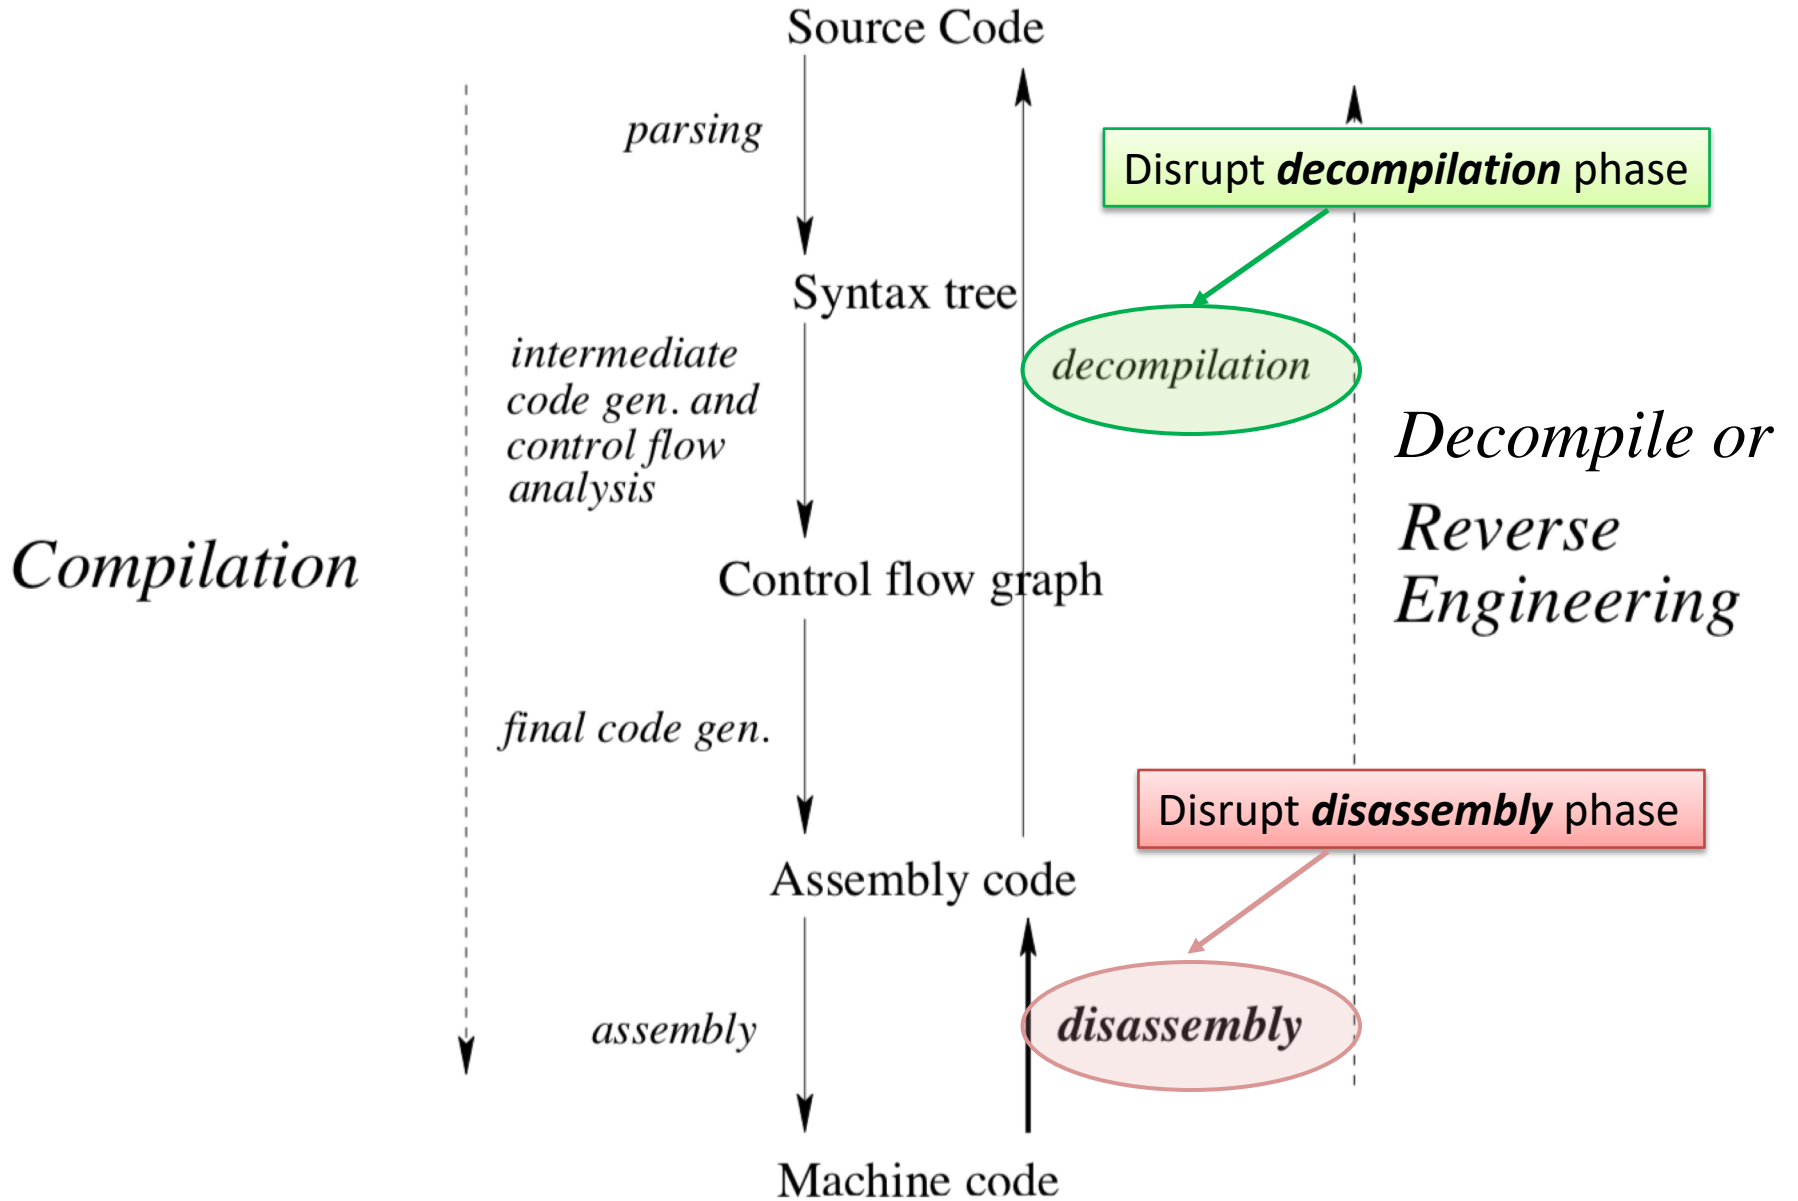 Source Code
parsing
Disrupt decompilation phase
Syntax tree
intermediate
code gen. and
control flow
analysis
decompilation
Decompile or
Reverse
Engineering
Compilation
Control flow graph
final code gen.
Disrupt disassembly phase
Assembly code
assembly
disassembly
Machine code